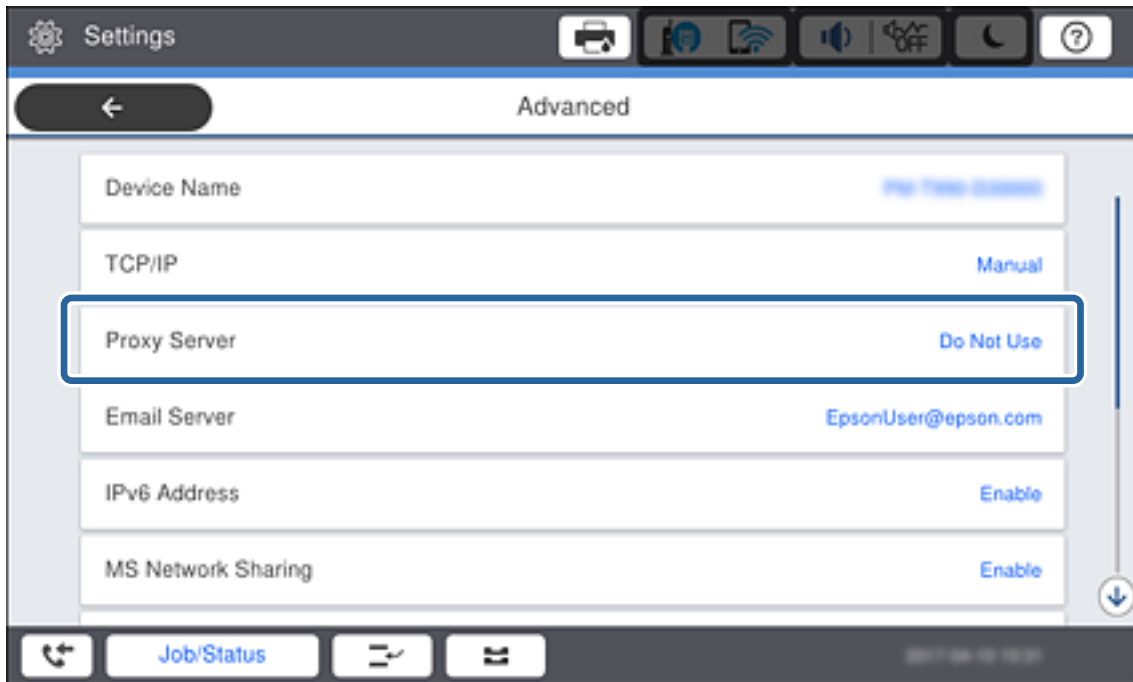 Settings
OFF
Advanced
Device Name
TCP/IP Manual
Proxy Server Do Not Use
Email Server EpsonUser@epson.com
IPv6 Address Enable
MS Network Sharing Enable
Job/Status